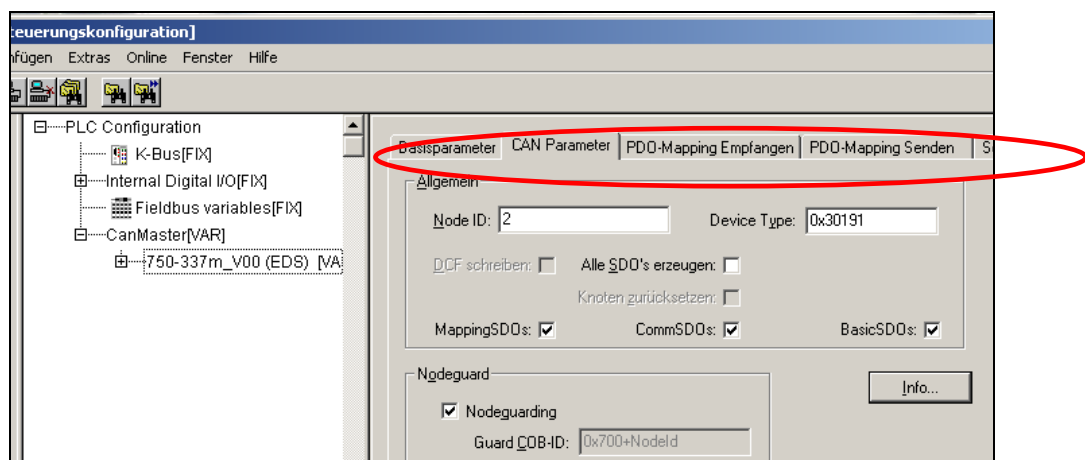 teuerungskonfiguration]
nfügen Extras Online Fenster Hilfe
PLC Configuration
K-Bus[FIX]
Internal Digital I/O[FIX]
Fieldbus variables[FIX]
CanMaster[VAR]
750-337m_V00 (EDS) [VA
Basisparameter CAN Parameter PDO-Mapping Empfangen PDO-Mapping Senden S
Allgemein
Node ID: 2 Device Type: 0x30191
DCF schreiben: Alle SDO's erzeugen:
Knoten zurücksetzen:
MappingSDOs: CommSDOs: BasicSDOs:
Nodeguard
Info...
Nodeguarding
Guard COB-ID: 0x700+NodeId